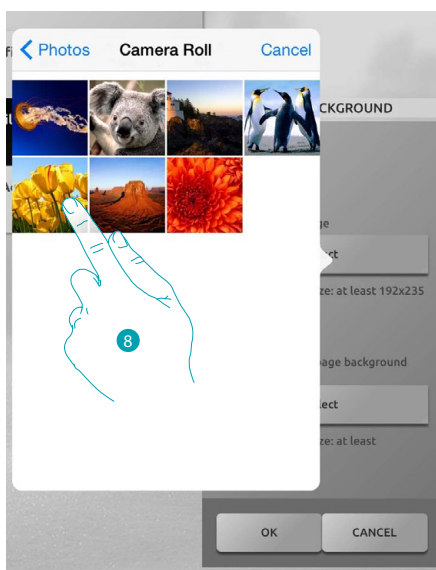 Photos Camera Roll Cancel
CKGROUND
ze: at least 192x235
age background
ze: at least
8
OK CANCEL